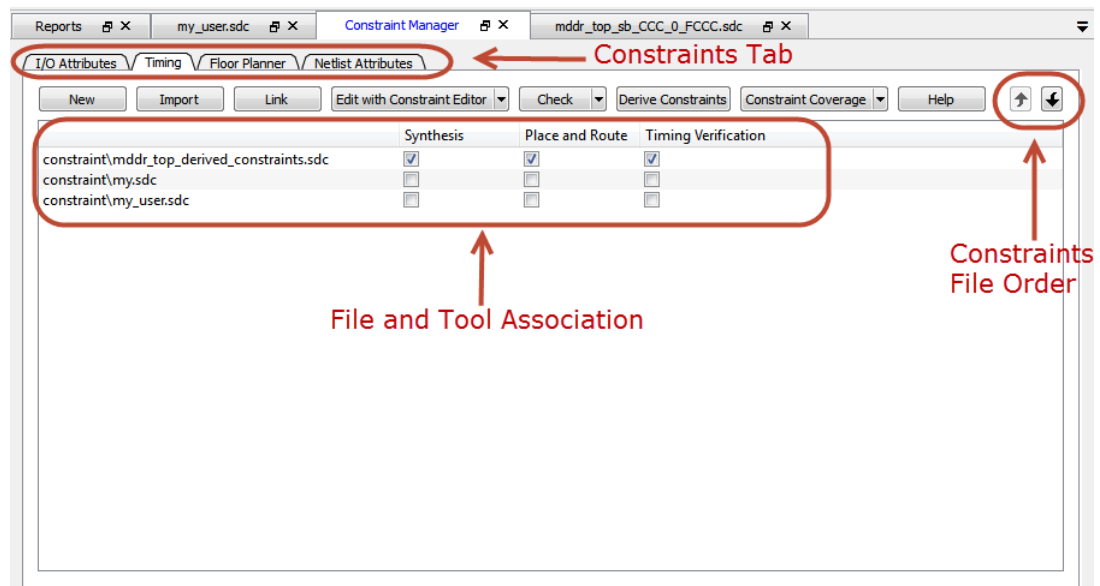 Reports my_user.sdc Constraint Manager mddr_top_sb_CCC_0_FCCC.sdc
Constraints Tab
I/O Attributes Timing Floor Planner Netlist Attributes
New Import Link Edit with Constraint Editor Check Derive Constraints Constraint Coverage Help
Synthesis Place and Route Timing Verification
constraint\mddr_top_derived_constraints.sdc
constraint\my.sdc
constraint\my_user.sdc
Constraints
File Order
File and Tool Association